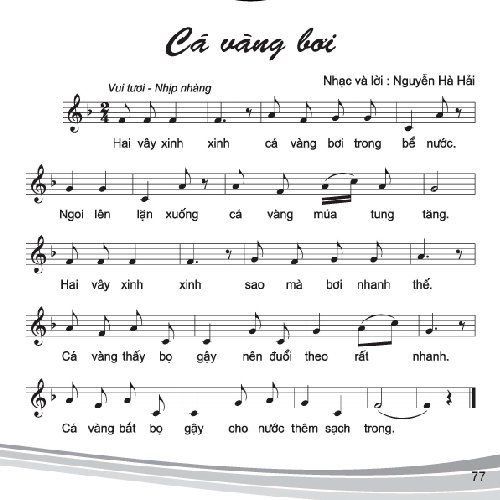 Cá vàng bơi
Vui tươi - Nhịp nhàng
Nhạc và lời : Nguyễn Hà Hải
2
4
Hai vây xinh xinh cá vàng bơi trong bể nước.
Ngoi lên lặn xuống cá vàng múa tung tăng.
Hai vây xinh xinh sao mà bơi nhanh thế.
Cá vàng thấy bọ gậy nên đuổi theo rất nhanh.
Cá vàng bắt bọ gậy cho nước thêm sạch trong.
77